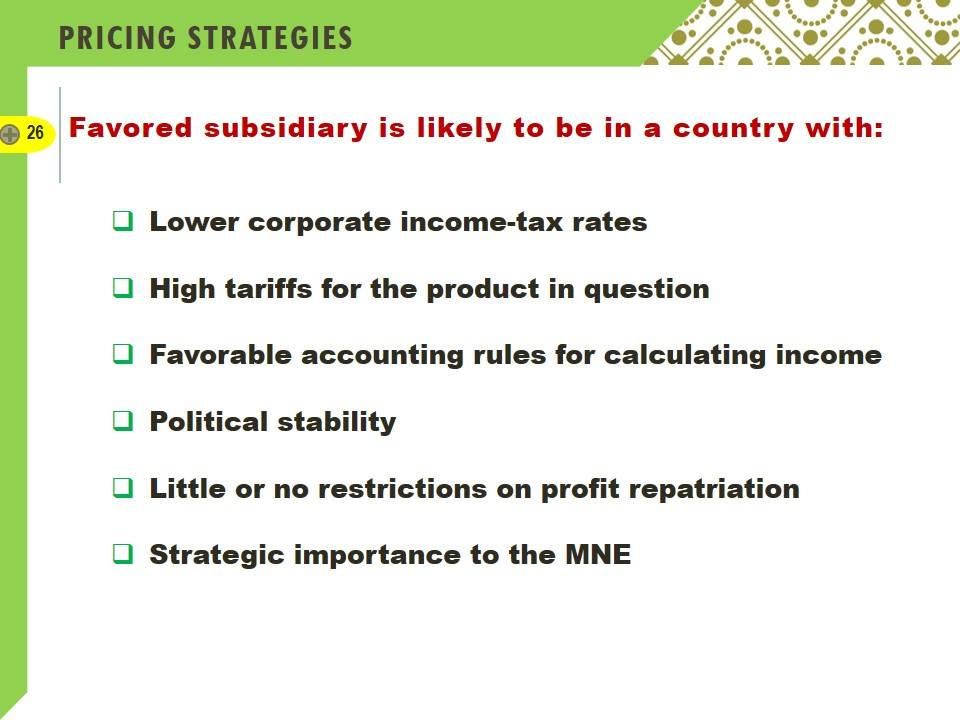 PRICING STRATEGIES
26
Favored subsidiary is likely to be in a country with:
Lower corporate income-tax rates
High tariffs for the product in question
Favorable accounting rules for calculating income
Political stability
Little or no restrictions on profit repatriation
Strategic importance to the MNE